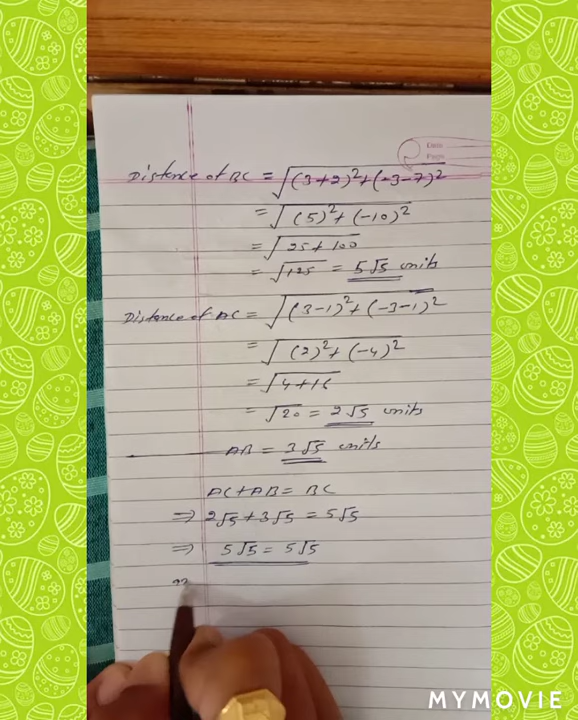 Date
Page
Distance of BC = √(3+2)²+(-3-7)²
= √(5)²+(-10)²
= √25+100
= √125 = 5√5 units
Distance of AC = √(3-1)²+(-3-1)²
= √(2)²+(-4)²
= √4+16
= √20 = 2√5 units
AB = 3√5 units
AC+AB = BC
⇒ 2√5+3√5 = 5√5
⇒ 5√5 = 5√5
MYMOVIE